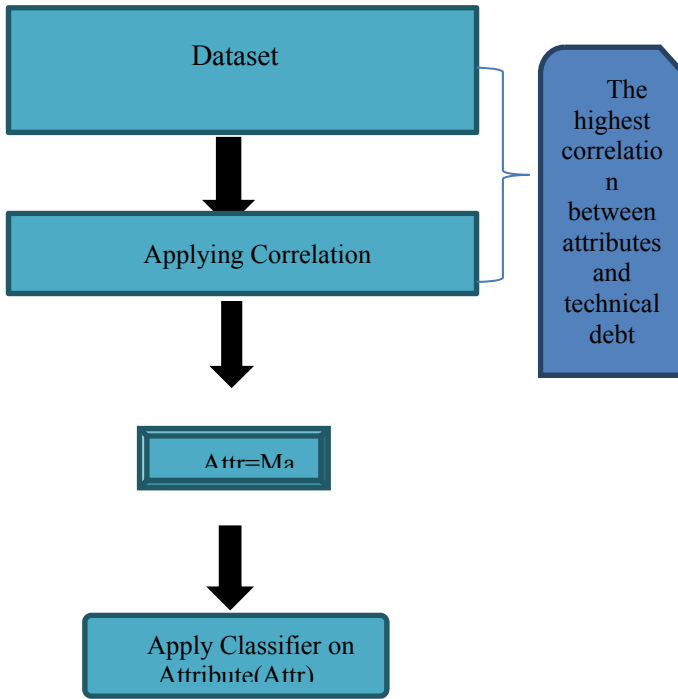 Dataset
Applying Correlation
The
highest
correlatio
n
between
attributes
and
technical
debt
Attr=Ma
Apply Classifier on
Attribute(Attr)